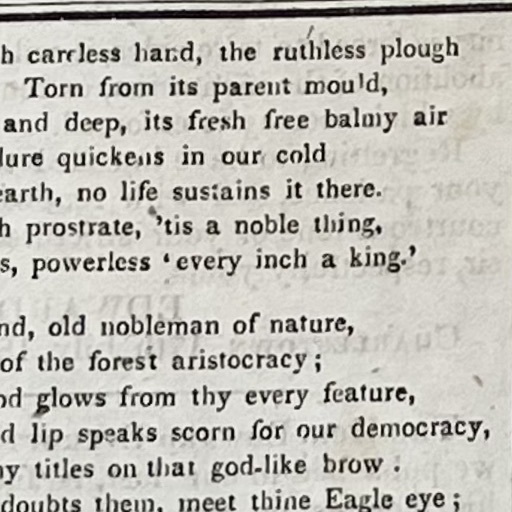 h careless hand, the ruthless plough
Torn from its parent mould,
and deep, its fresh free balmy air
lure quickens in our cold
earth, no life sustains it there.
h prostrate, 'tis a noble thing,
s, powerless ‘every inch a king.’
nd, old nobleman of nature,
of the forest aristocracy;
od glows from thy every feature,
d lip speaks scorn for our democracy,
y titles on that god-like brow:
doubts them, meet thine Eagle eye;